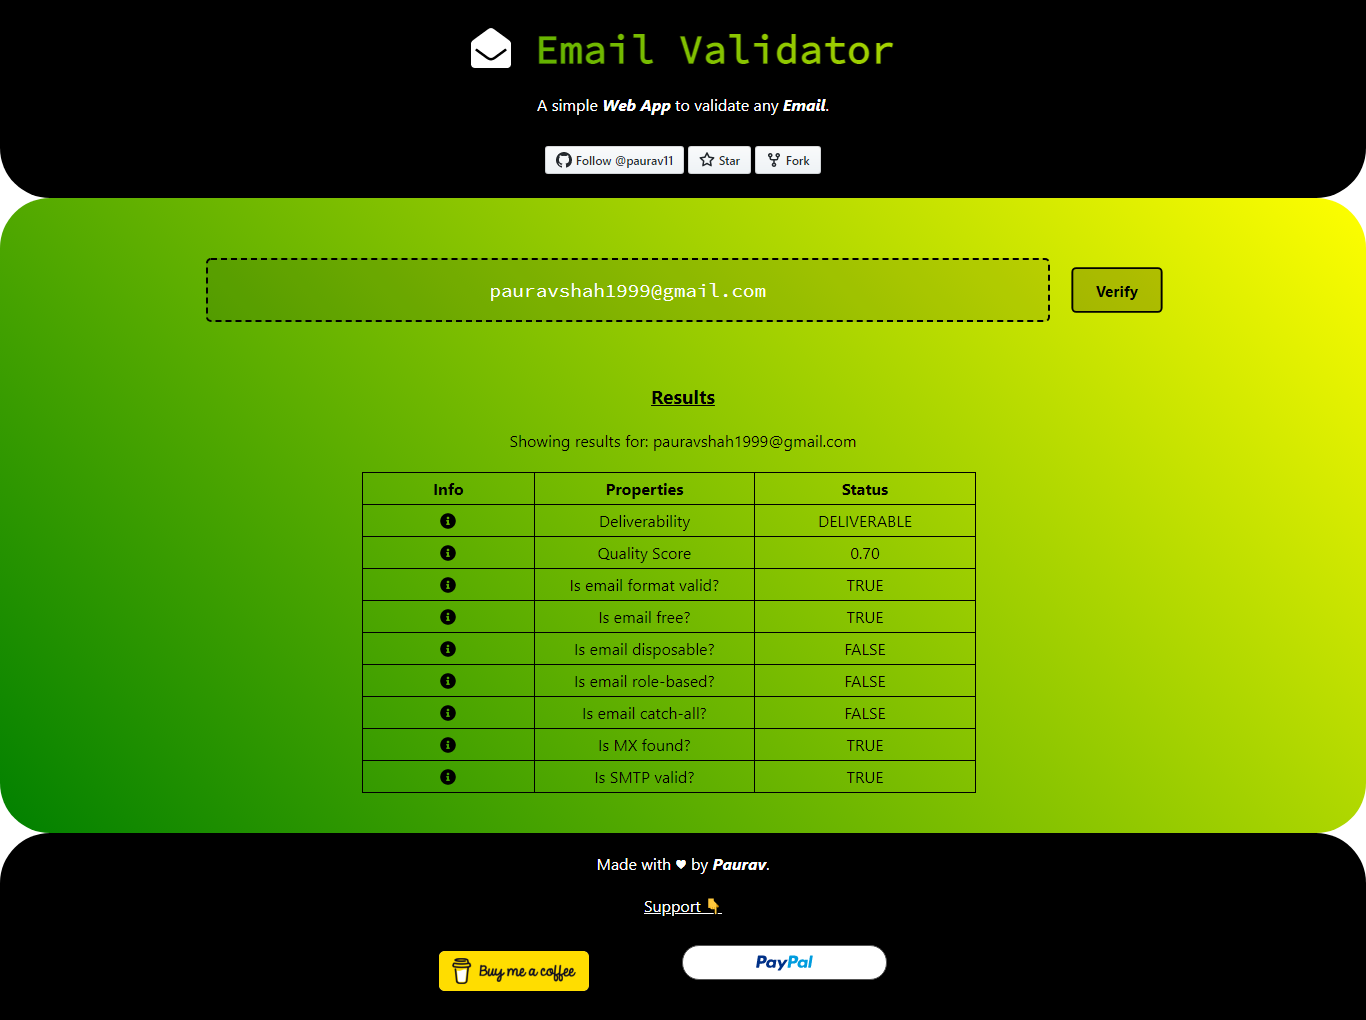 Email Validator
A simple Web App to validate any Email.
Follow @paurav11 Star Fork
pauravshah1999@gmail.com Verify
Results
Showing results for: pauravshah1999@gmail.com
Info Properties Status
Deliverability DELIVERABLE
Quality Score 0.70
Is email format valid? TRUE
Is email free? TRUE
Is email disposable? FALSE
Is email role-based? FALSE
Is email catch-all? FALSE
Is MX found? TRUE
Is SMTP valid? TRUE
Made with ♥ by Paurav.
Support 👇
Buy me a coffee PayPal